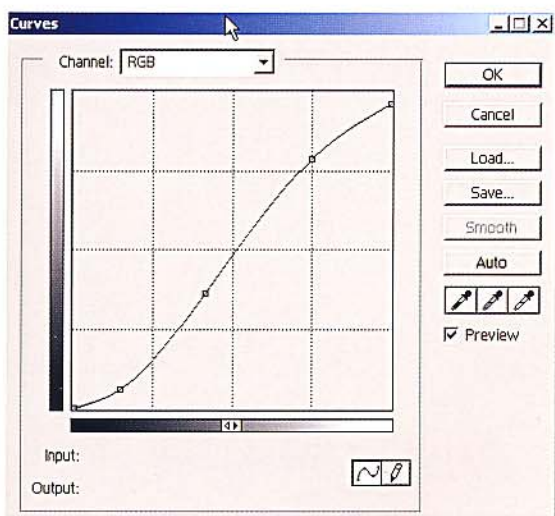 Curves
Channel: RGB
OK
Cancel
Load...
Save...
Smooth
Auto
Preview
Input:
Output: